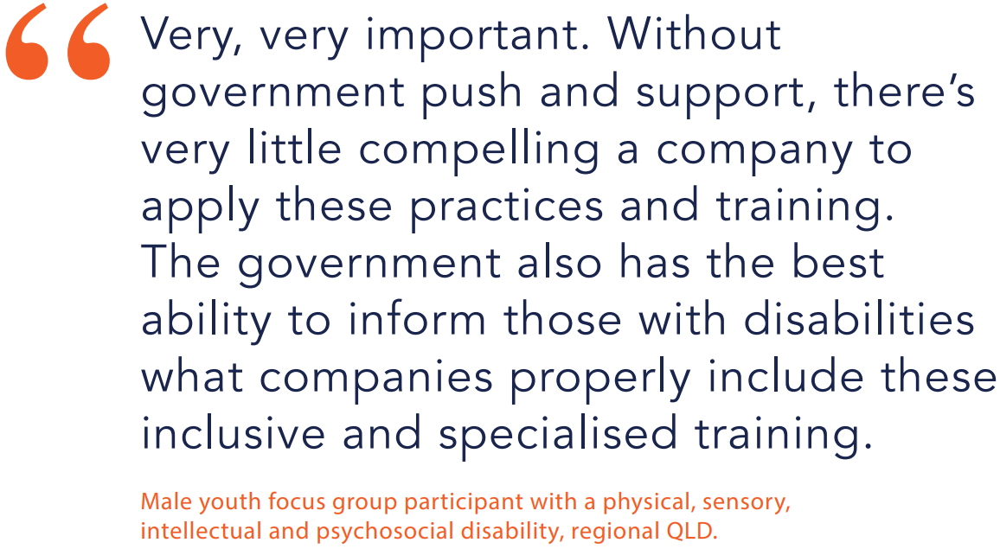 “
Very, very important. Without
government push and support, there’s
very little compelling a company to
apply these practices and training.
The government also has the best
ability to inform those with disabilities
what companies properly include these
inclusive and specialised training.
Male youth focus group participant with a physical, sensory,
intellectual and psychosocial disability, regional QLD.